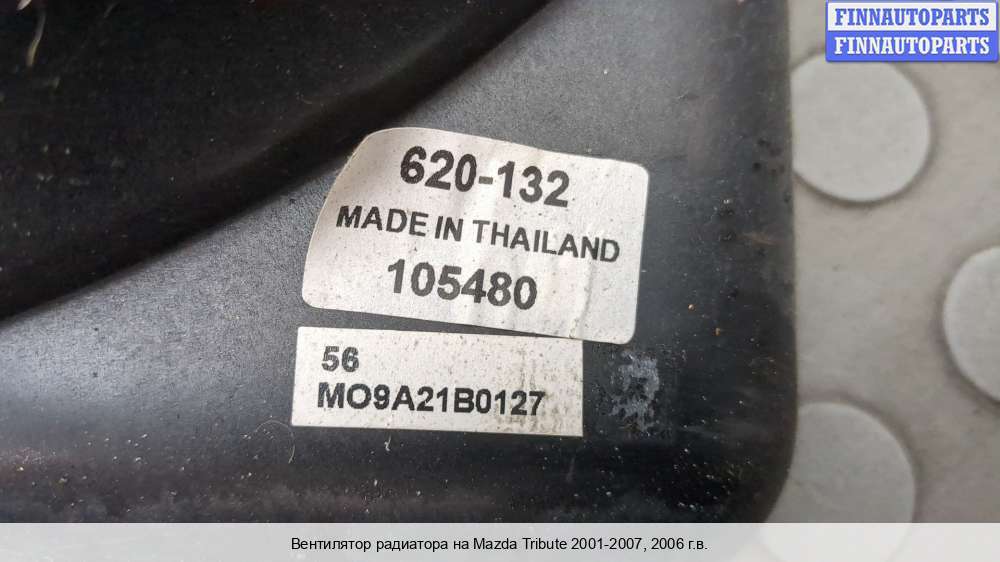 FINNAUTOPARTS
FINNAUTOPARTS
620-132
MADE IN THAILAND
105480
56
MO9A21B0127
Вентилятор радиатора на Mazda Tribute 2001-2007, 2006 г.в.